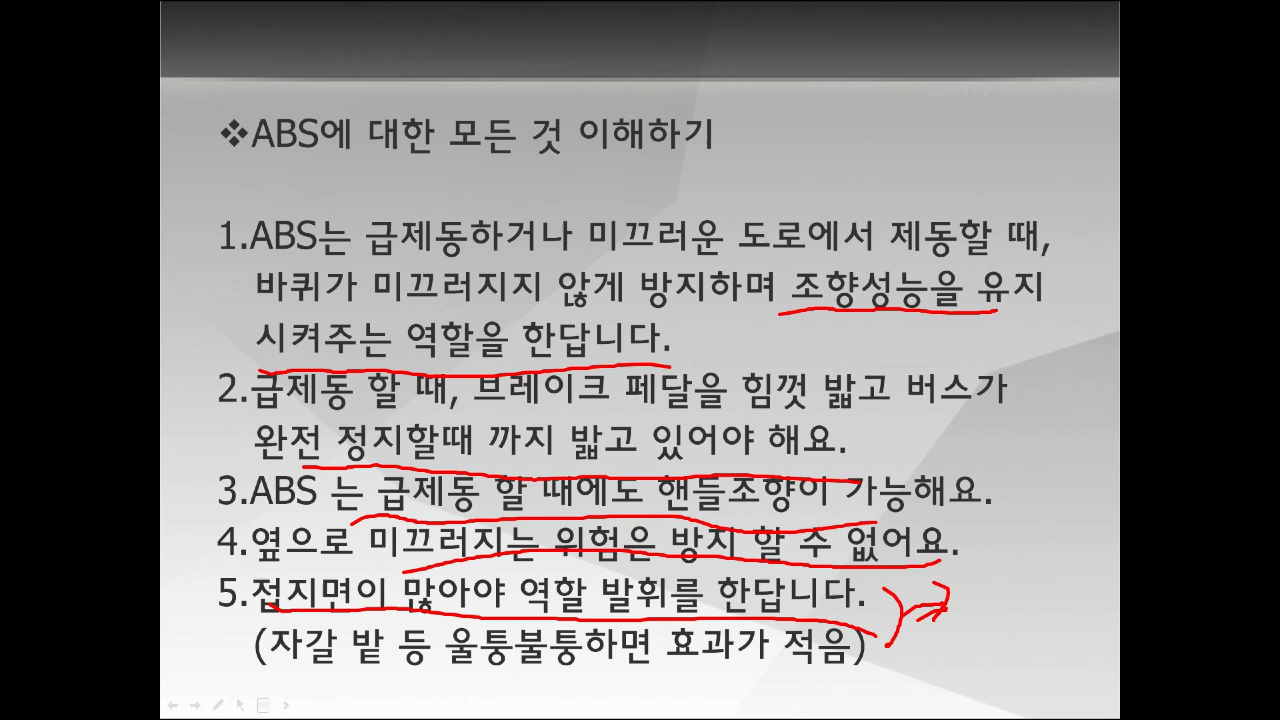 ❖ABS에 대한 모든 것 이해하기
1.ABS는 급제동하거나 미끄러운 도로에서 제동할 때,
바퀴가 미끄러지지 않게 방지하며 조향성능을 유지
시켜주는 역할을 한답니다.
2.급제동 할 때, 브레이크 페달을 힘껏 밟고 버스가
완전 정지할때 까지 밟고 있어야 해요.
3.ABS 는 급제동 할 때에도 핸들조향이 가능해요.
4.옆으로 미끄러지는 위험은 방지 할 수 없어요.
5.접지면이 많아야 역할 발휘를 한답니다.
(자갈 밭 등 울퉁불퉁하면 효과가 적음)